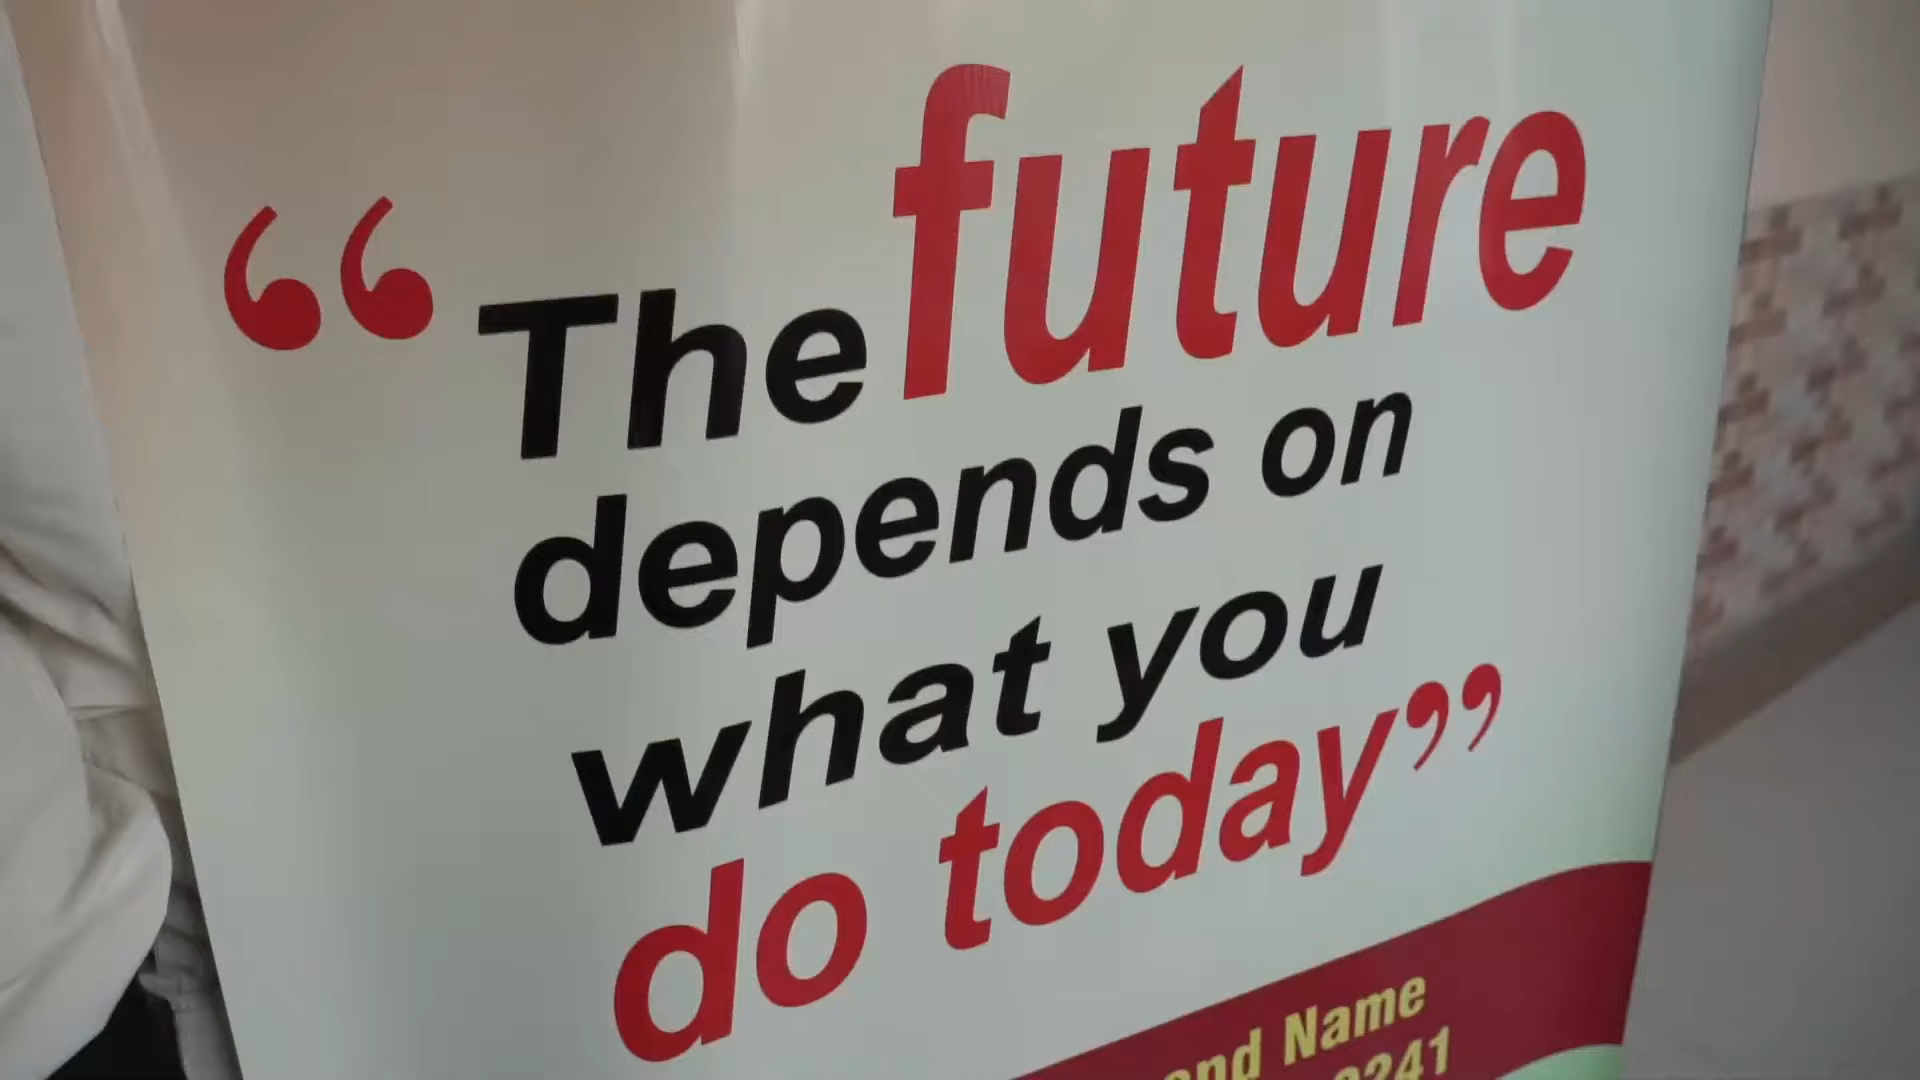 “The future
depends on
what you
do today”
Name